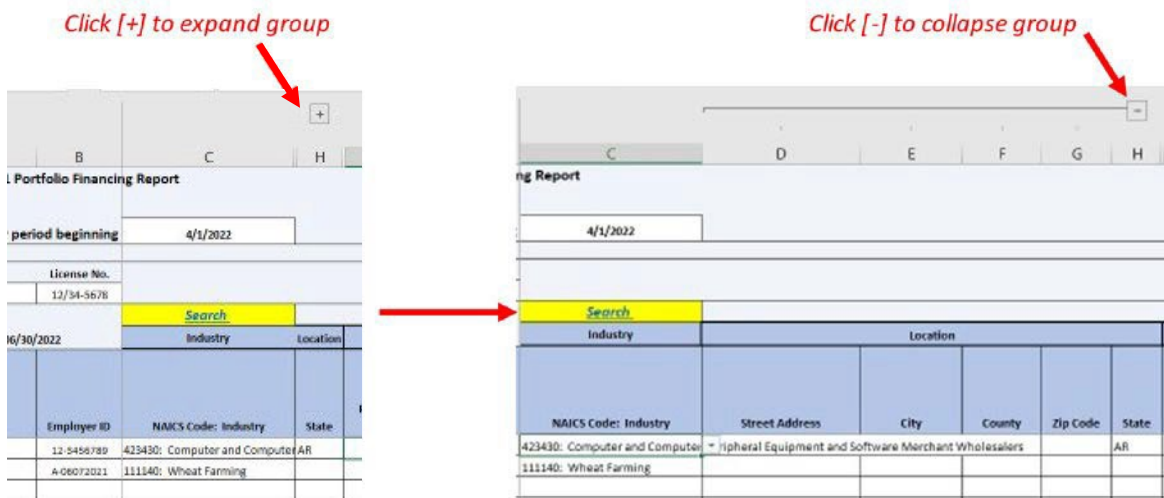 Click [+] to expand group
Click [-] to collapse group
+
B C H
1 Portfolio Financing Report
period beginning 4/1/2022
License No.
12/34-5678
Search
06/30/2022 Industry Location
Employer ID NAICS Code: Industry State
12-3456789 423430: Computer and Computer AR
A-06072021 111140: Wheat Farming
-
C D E F G H
ng Report
4/1/2022
Search
Industry Location
NAICS Code: Industry Street Address City County Zip Code State
423430: Computer and Computer ripheral Equipment and Software Merchant Wholesalers AR
111140: Wheat Farming